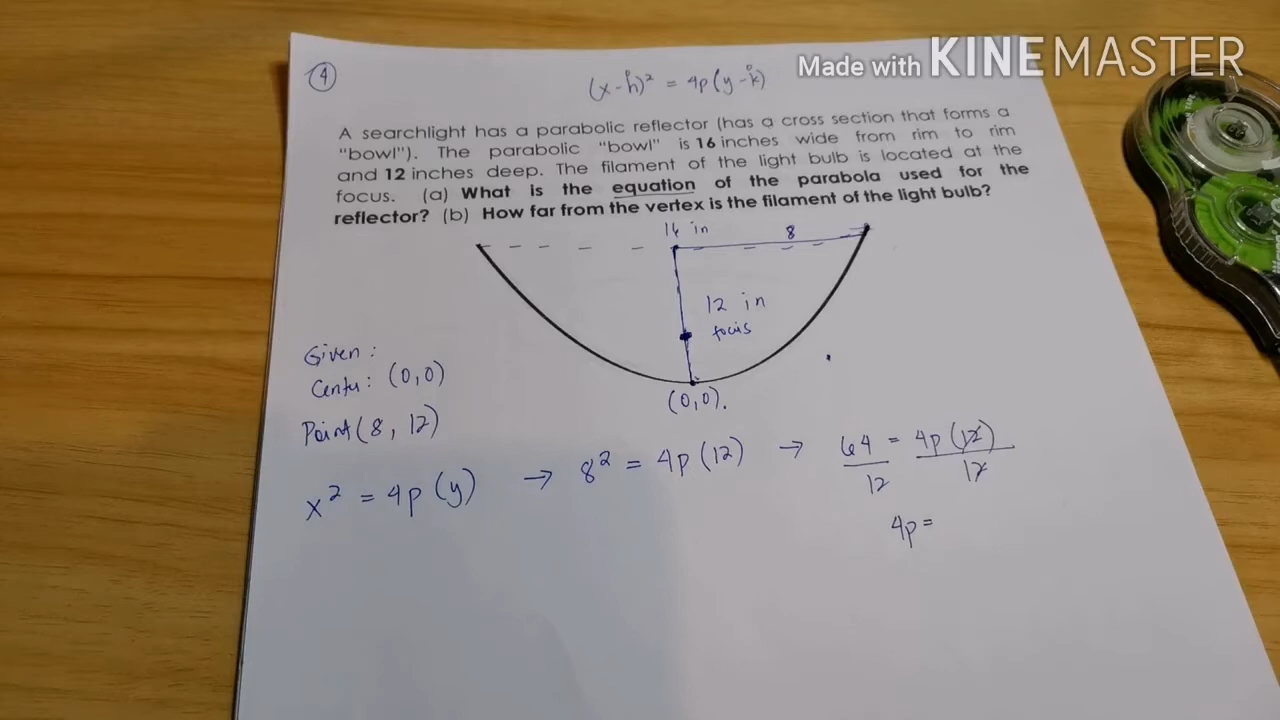 Made with KINEMASTER
4
(x-h)² = 4p(y-k)
A searchlight has a parabolic reflector (has a cross section that forms a
"bowl"). The parabolic "bowl" is 16 inches wide from rim to rim
and 12 inches deep. The filament of the light bulb is located at the
focus. (a) What is the equation of the parabola used for the
reflector? (b) How far from the vertex is the filament of the light bulb?
16 in
8
12 in
focus
(0,0).
Given :
Center : (0,0)
Point (8, 12)
x² = 4p (y) → 8² = 4p (12) → 64/12 = 4p (12)/12
4p =